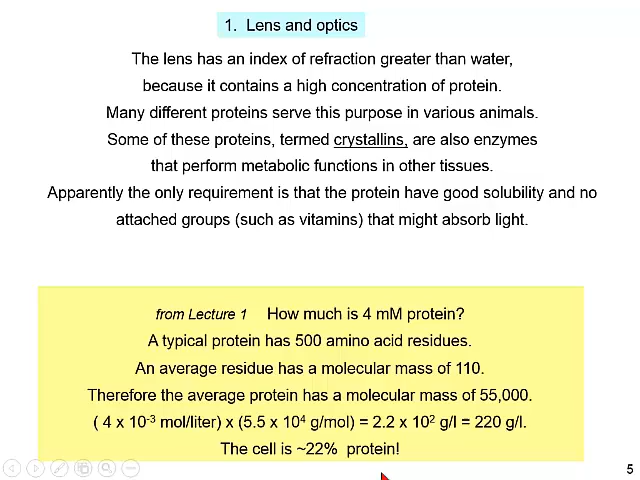 1. Lens and optics
The lens has an index of refraction greater than water,
because it contains a high concentration of protein.
Many different proteins serve this purpose in various animals.
Some of these proteins, termed crystallins, are also enzymes
that perform metabolic functions in other tissues.
Apparently the only requirement is that the protein have good solubility and no
attached groups (such as vitamins) that might absorb light.
from Lecture 1 How much is 4 mM protein?
A typical protein has 500 amino acid residues.
An average residue has a molecular mass of 110.
Therefore the average protein has a molecular mass of 55,000.
( 4 x 10⁻³ mol/liter) x (5.5 x 10⁴ g/mol) = 2.2 x 10² g/l = 220 g/l.
The cell is ~22% protein!
5